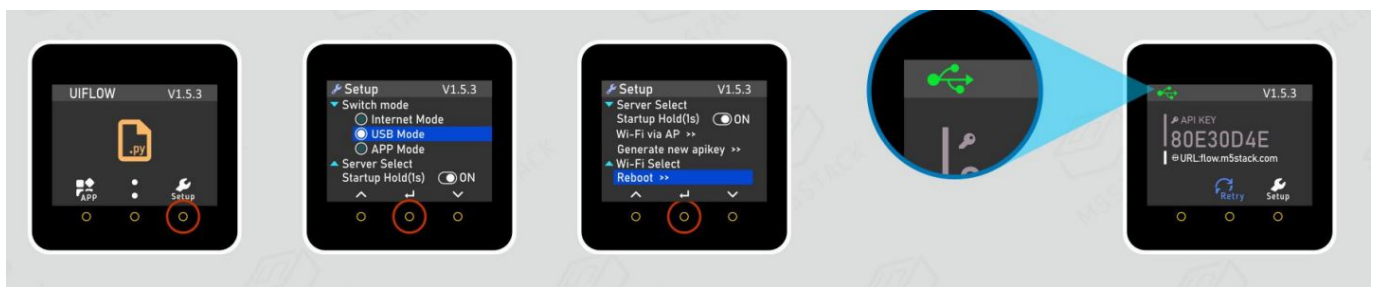 UIFLOW V1.5.3
.py
APP Setup
Setup V1.5.3
Switch mode
Internet Mode
USB Mode
APP Mode
Server Select
Startup Hold(1s) ON
Setup V1.5.3
Server Select
Startup Hold(1s) ON
Wi-Fi via AP >>
Generate new apikey >>
Wi-Fi Select
Reboot >>
V1.5.3
API KEY
80E30D4E
URL:flow.m5stack.com
Retry Setup
M5STACK